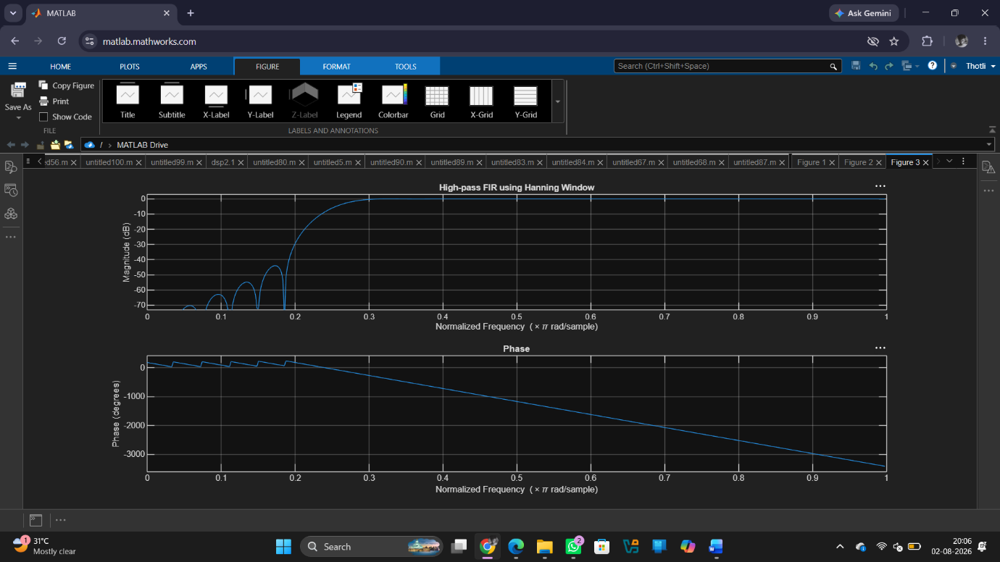 MATLAB
Ask Gemini
matlab.mathworks.com
HOME PLOTS APPS FIGURE FORMAT TOOLS
Search (Ctrl+Shift+Space)
Thotli
Save As
Copy Figure
Print
Show Code
FILE
Title Subtitle X-Label Y-Label Z-Label Legend Colorbar Grid X-Grid Y-Grid
LABELS AND ANNOTATIONS
/ > MATLAB Drive
ed56.m untitled100.m untitled99.m dsp2.1 untitled80.m untitled5.m untitled90.m untitled89.m untitled83.m untitled84.m untitled67.m untitled68.m untitled87.m Figure 1 Figure 2 Figure 3
High-pass FIR using Hanning Window
Magnitude (dB)
0
-10
-20
-30
-40
-50
-60
-70
0 0.1 0.2 0.3 0.4 0.5 0.6 0.7 0.8 0.9 1
Normalized Frequency (× π rad/sample)
Phase
Phase (degrees)
0
-1000
-2000
-3000
0 0.1 0.2 0.3 0.4 0.5 0.6 0.7 0.8 0.9 1
Normalized Frequency (× π rad/sample)
1
31°C
Mostly clear
Search
2
20:06
02-08-2026